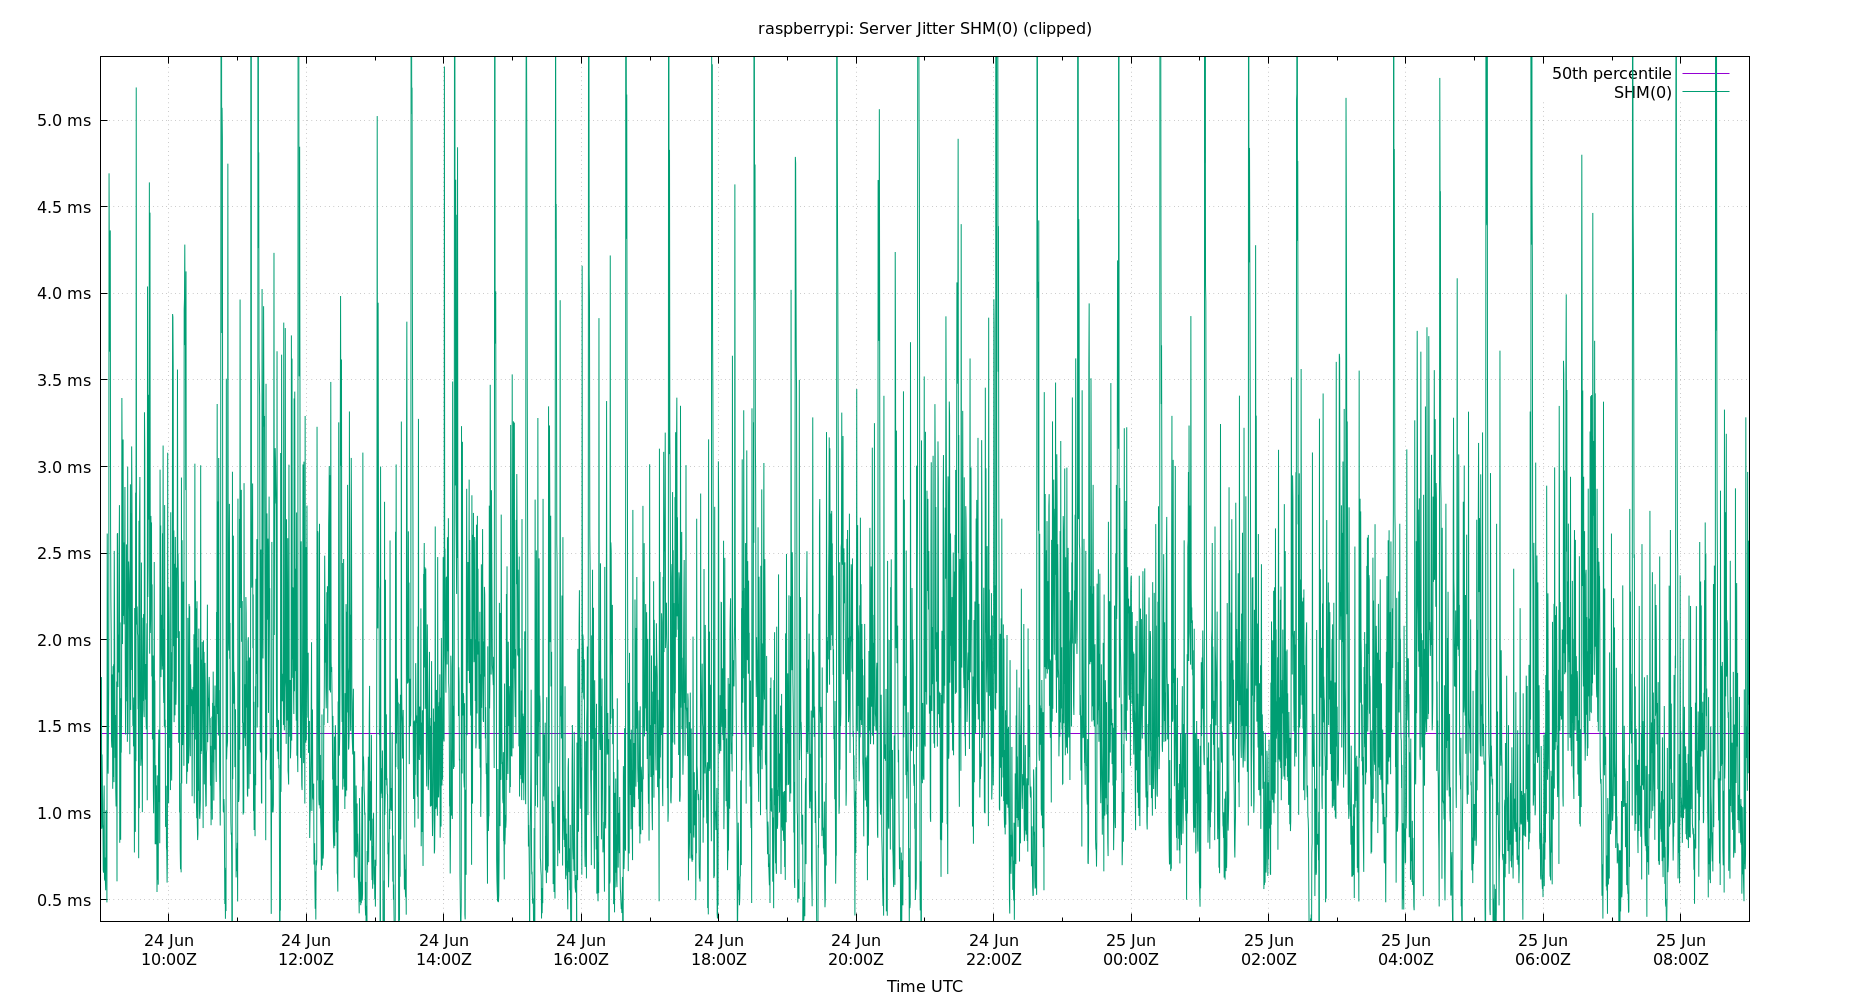 raspberrypi: Server Jitter SHM(0) (clipped)
50th percentile
SHM(0)
5.0 ms
4.5 ms
4.0 ms
3.5 ms
3.0 ms
2.5 ms
2.0 ms
1.5 ms
1.0 ms
0.5 ms
24 Jun 24 Jun 24 Jun 24 Jun 24 Jun 24 Jun 24 Jun 25 Jun 25 Jun 25 Jun 25 Jun 25 Jun
10:00Z 12:00Z 14:00Z 16:00Z 18:00Z 20:00Z 22:00Z 00:00Z 02:00Z 04:00Z 06:00Z 08:00Z
Time UTC